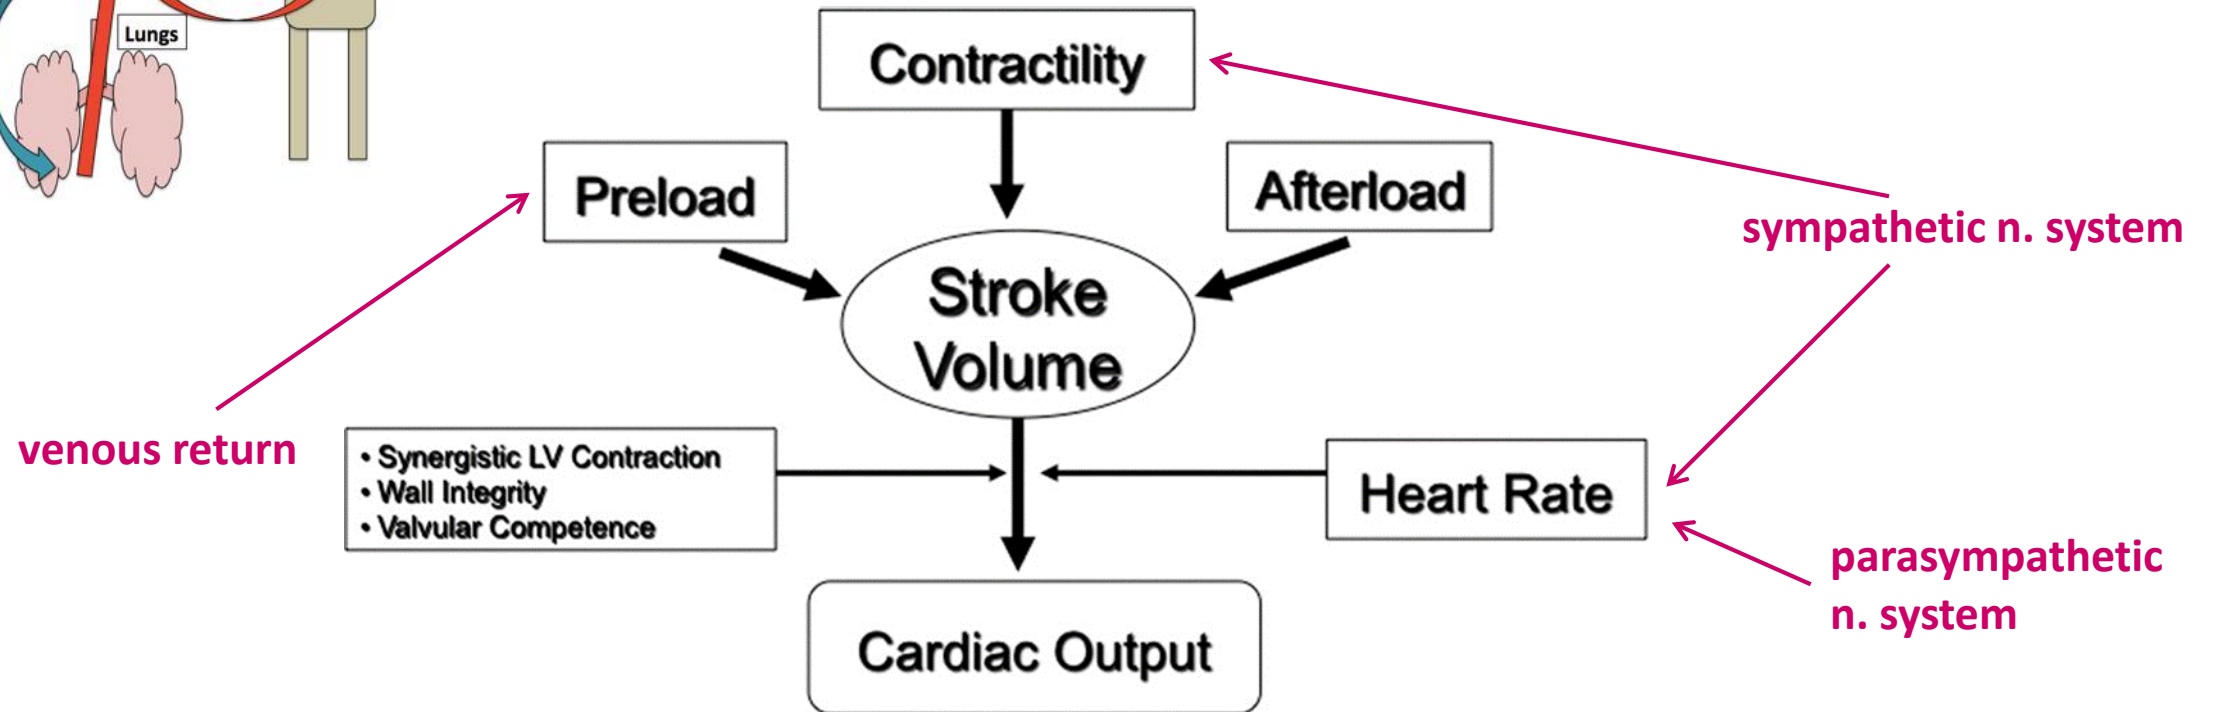 Lungs
Contractility
Preload
Afterload
sympathetic n. system
Stroke
Volume
venous return
• Synergistic LV Contraction
• Wall Integrity
• Valvular Competence
Heart Rate
parasympathetic
n. system
Cardiac Output